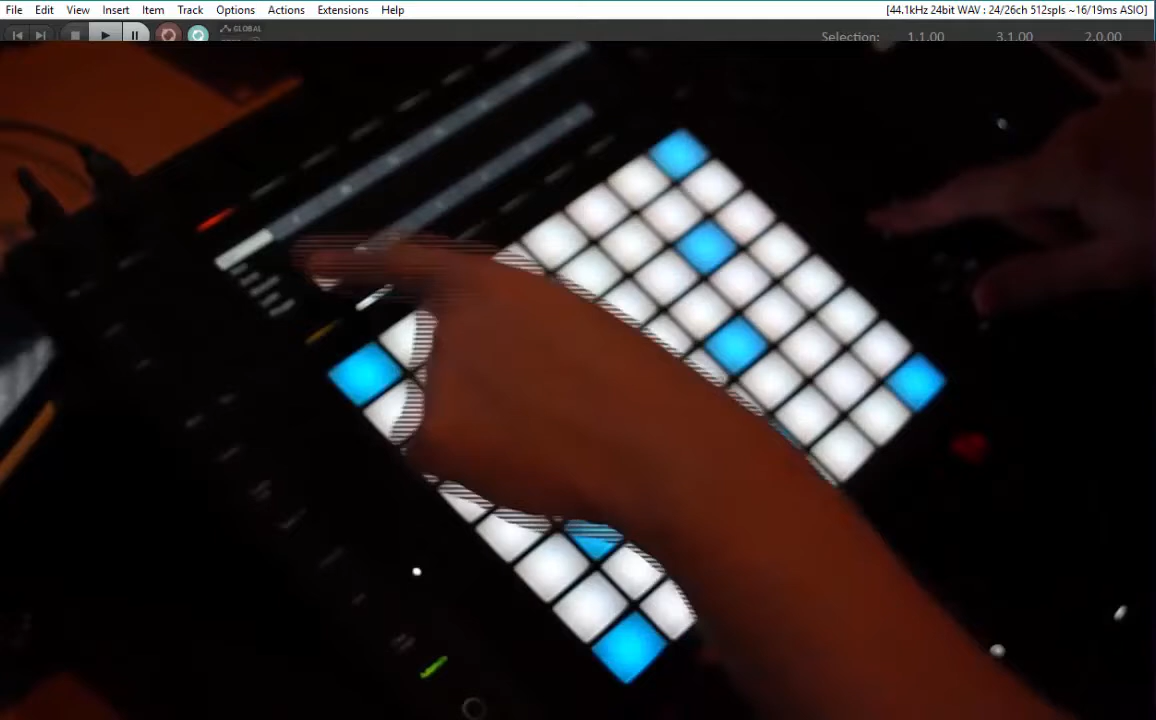 File Edit View Insert Item Track Options Actions Extensions Help [44.1kHz 24bit WAV : 24/26ch 512spls ~16/19ms ASIO]
GLOBAL
Selection: 1.1.00 3.1.00 2.0.00